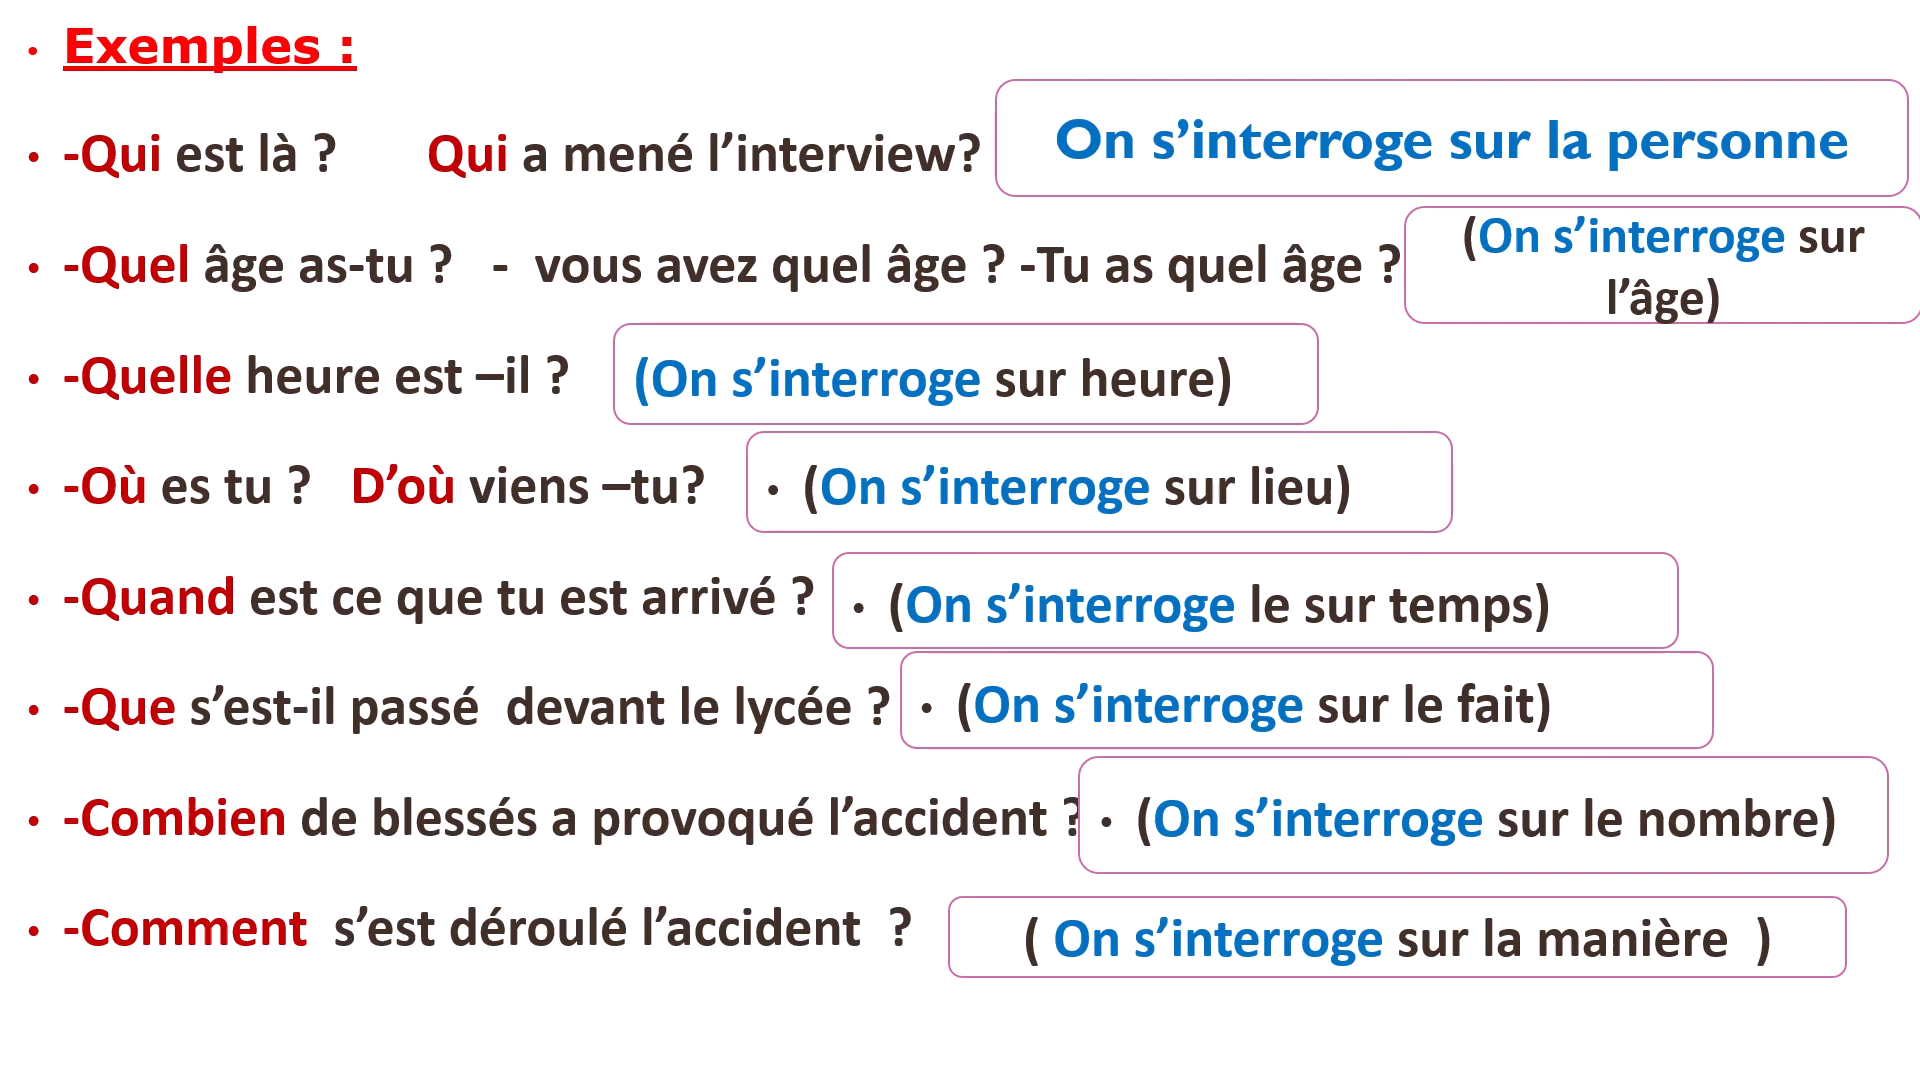 • Exemples :
• -Qui est là ? Qui a mené l’interview? On s’interroge sur la personne
• -Quel âge as-tu ? - vous avez quel âge ? -Tu as quel âge ? (On s’interroge sur
l’âge)
• -Quelle heure est –il ? (On s’interroge sur heure)
• -Où es tu ? D’où viens –tu? • (On s’interroge sur lieu)
• -Quand est ce que tu est arrivé ? • (On s’interroge le sur temps)
• -Que s’est-il passé devant le lycée ? • (On s’interroge sur le fait)
• -Combien de blessés a provoqué l’accident ? • (On s’interroge sur le nombre)
• -Comment s’est déroulé l’accident ? ( On s’interroge sur la manière )